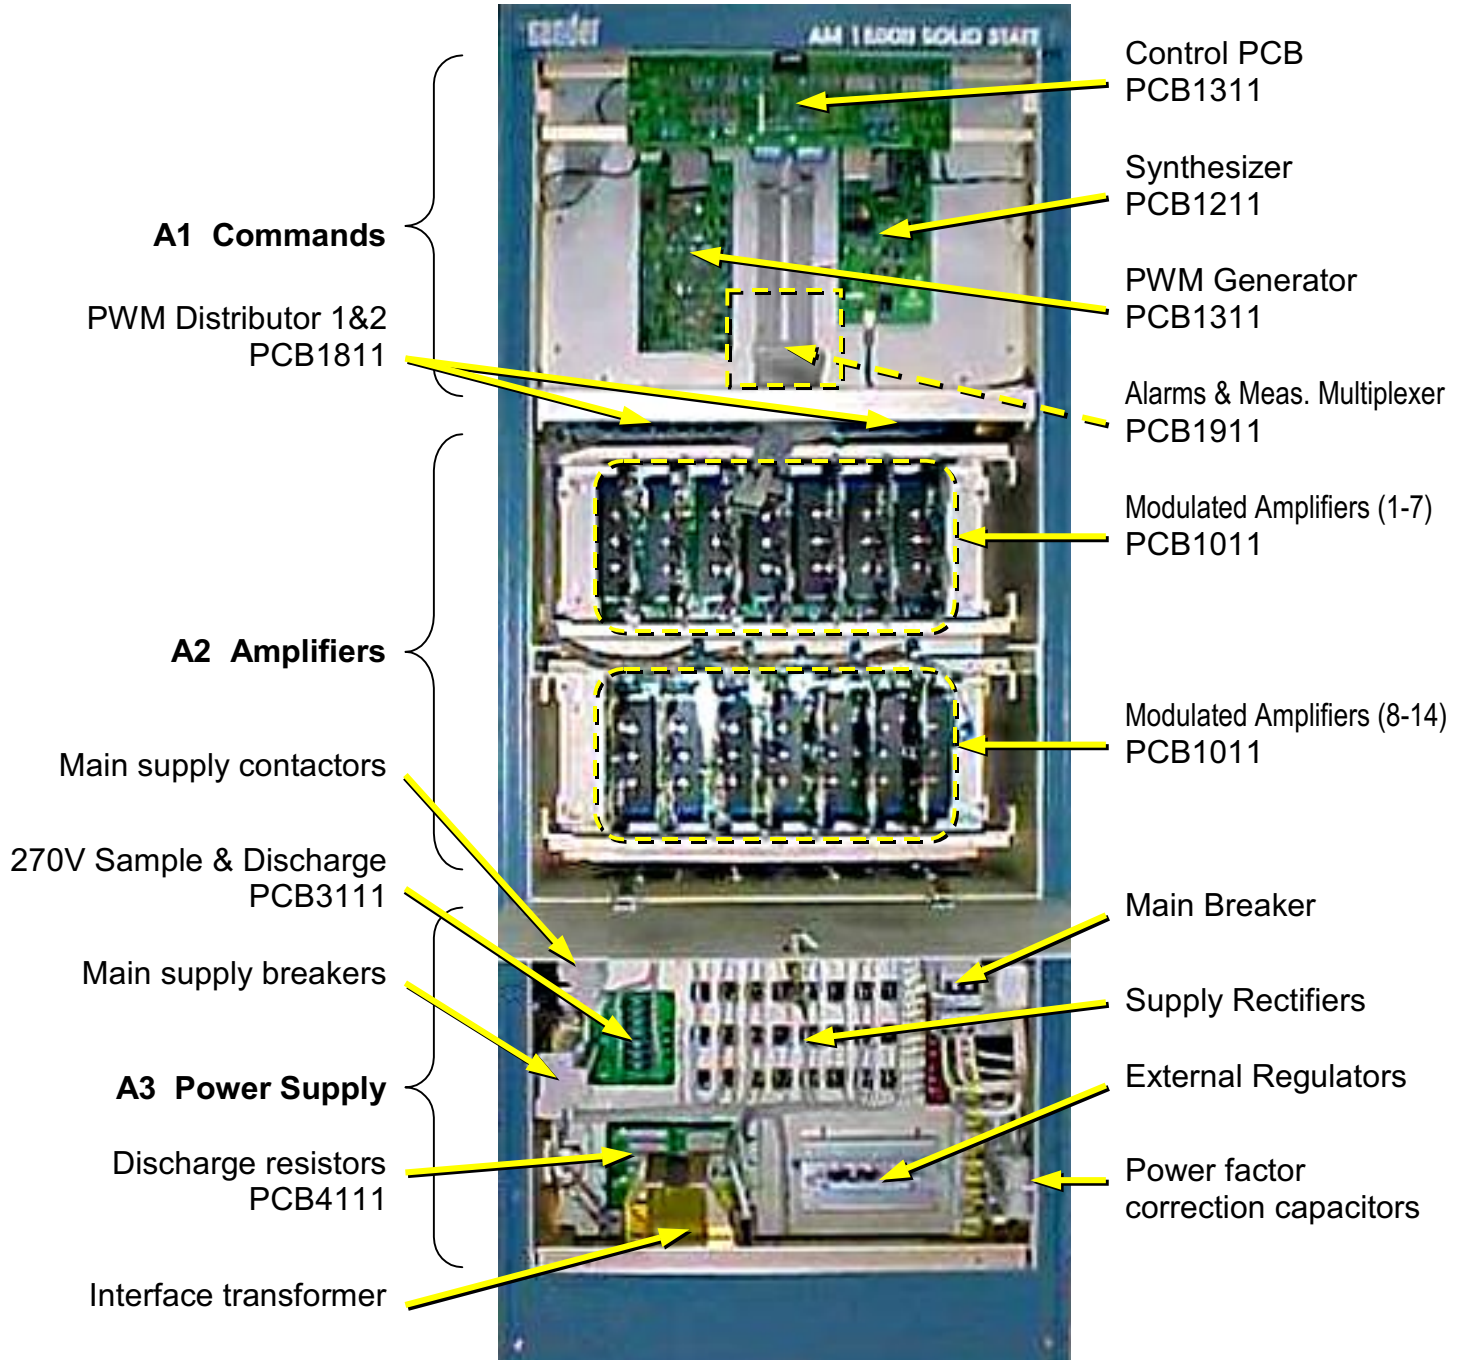 AM 15000 SOLID STATE
Control PCB
PCB1311
Synthesizer
PCB1211
A1 Commands
PWM Generator
PCB1311
PWM Distributor 1&2
PCB1811
Alarms & Meas. Multiplexer
PCB1911
Modulated Amplifiers (1-7)
PCB1011
A2 Amplifiers
Modulated Amplifiers (8-14)
PCB1011
Main supply contactors
270V Sample & Discharge
PCB3111
Main Breaker
Main supply breakers
Supply Rectifiers
A3 Power Supply
External Regulators
Discharge resistors
PCB4111
Power factor
correction capacitors
Interface transformer